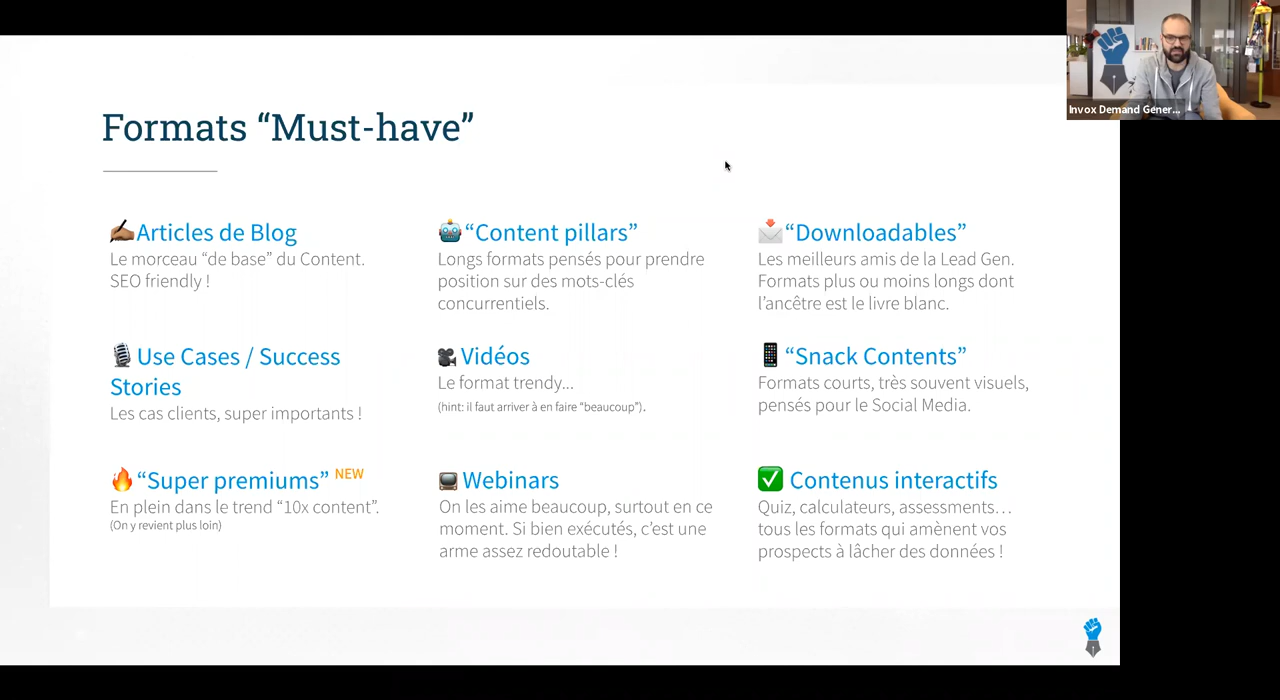 Invox Demand Gener...
Formats “Must-have”
Articles de Blog
Le morceau “de base” du Content.
SEO friendly !
“Content pillars”
Longs formats pensés pour prendre
position sur des mots-clés
concurrentiels.
“Downloadables”
Les meilleurs amis de la Lead Gen.
Formats plus ou moins longs dont
l’ancêtre est le livre blanc.
Use Cases / Success
Stories
Les cas clients, super importants !
Vidéos
Le format trendy...
(hint: il faut arriver à en faire “beaucoup”).
“Snack Contents”
Formats courts, très souvent visuels,
pensés pour le Social Media.
“Super premiums” NEW
En plein dans le trend “10x content”.
(On y revient plus loin)
Webinars
On les aime beaucoup, surtout en ce
moment. Si bien exécutés, c’est une
arme assez redoutable !
Contenus interactifs
Quiz, calculateurs, assessments…
tous les formats qui amènent vos
prospects à lâcher des données !